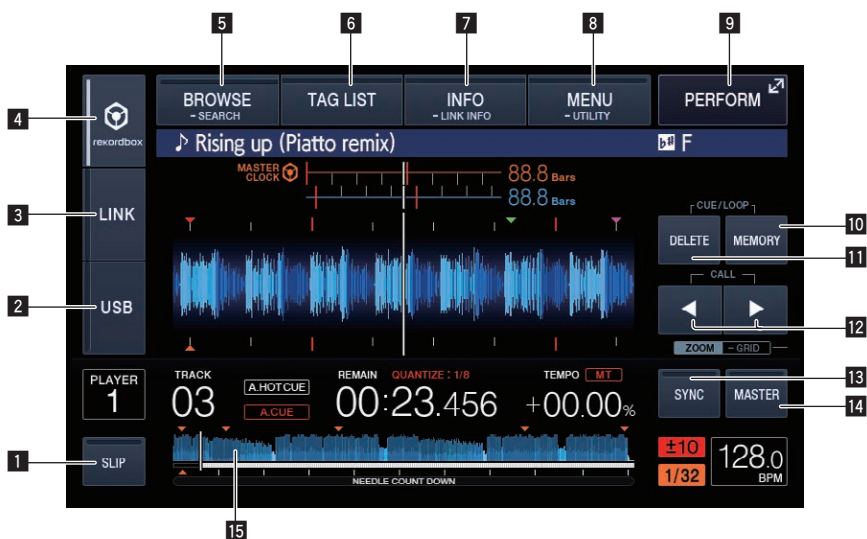 5 6 7 8 9
BROWSE TAG LIST INFO MENU PERFORM
- SEARCH - LINK INFO - UTILITY
4
rekordbox
Rising up (Piatto remix) b# F
MASTER CLOCK 88.8 Bars
88.8 Bars
3 LINK
CUE/LOOP
DELETE MEMORY 10
11
CALL
2 USB
12
ZOOM - GRID
PLAYER 1
TRACK 03
A.HOT CUE
A.CUE
REMAIN QUANTIZE : 1/8
00:23.456
TEMPO MT
+00.00%
SYNC MASTER 13
14
1 SLIP
±10
1/32
128.0 BPM
NEEDLE COUNT DOWN
15